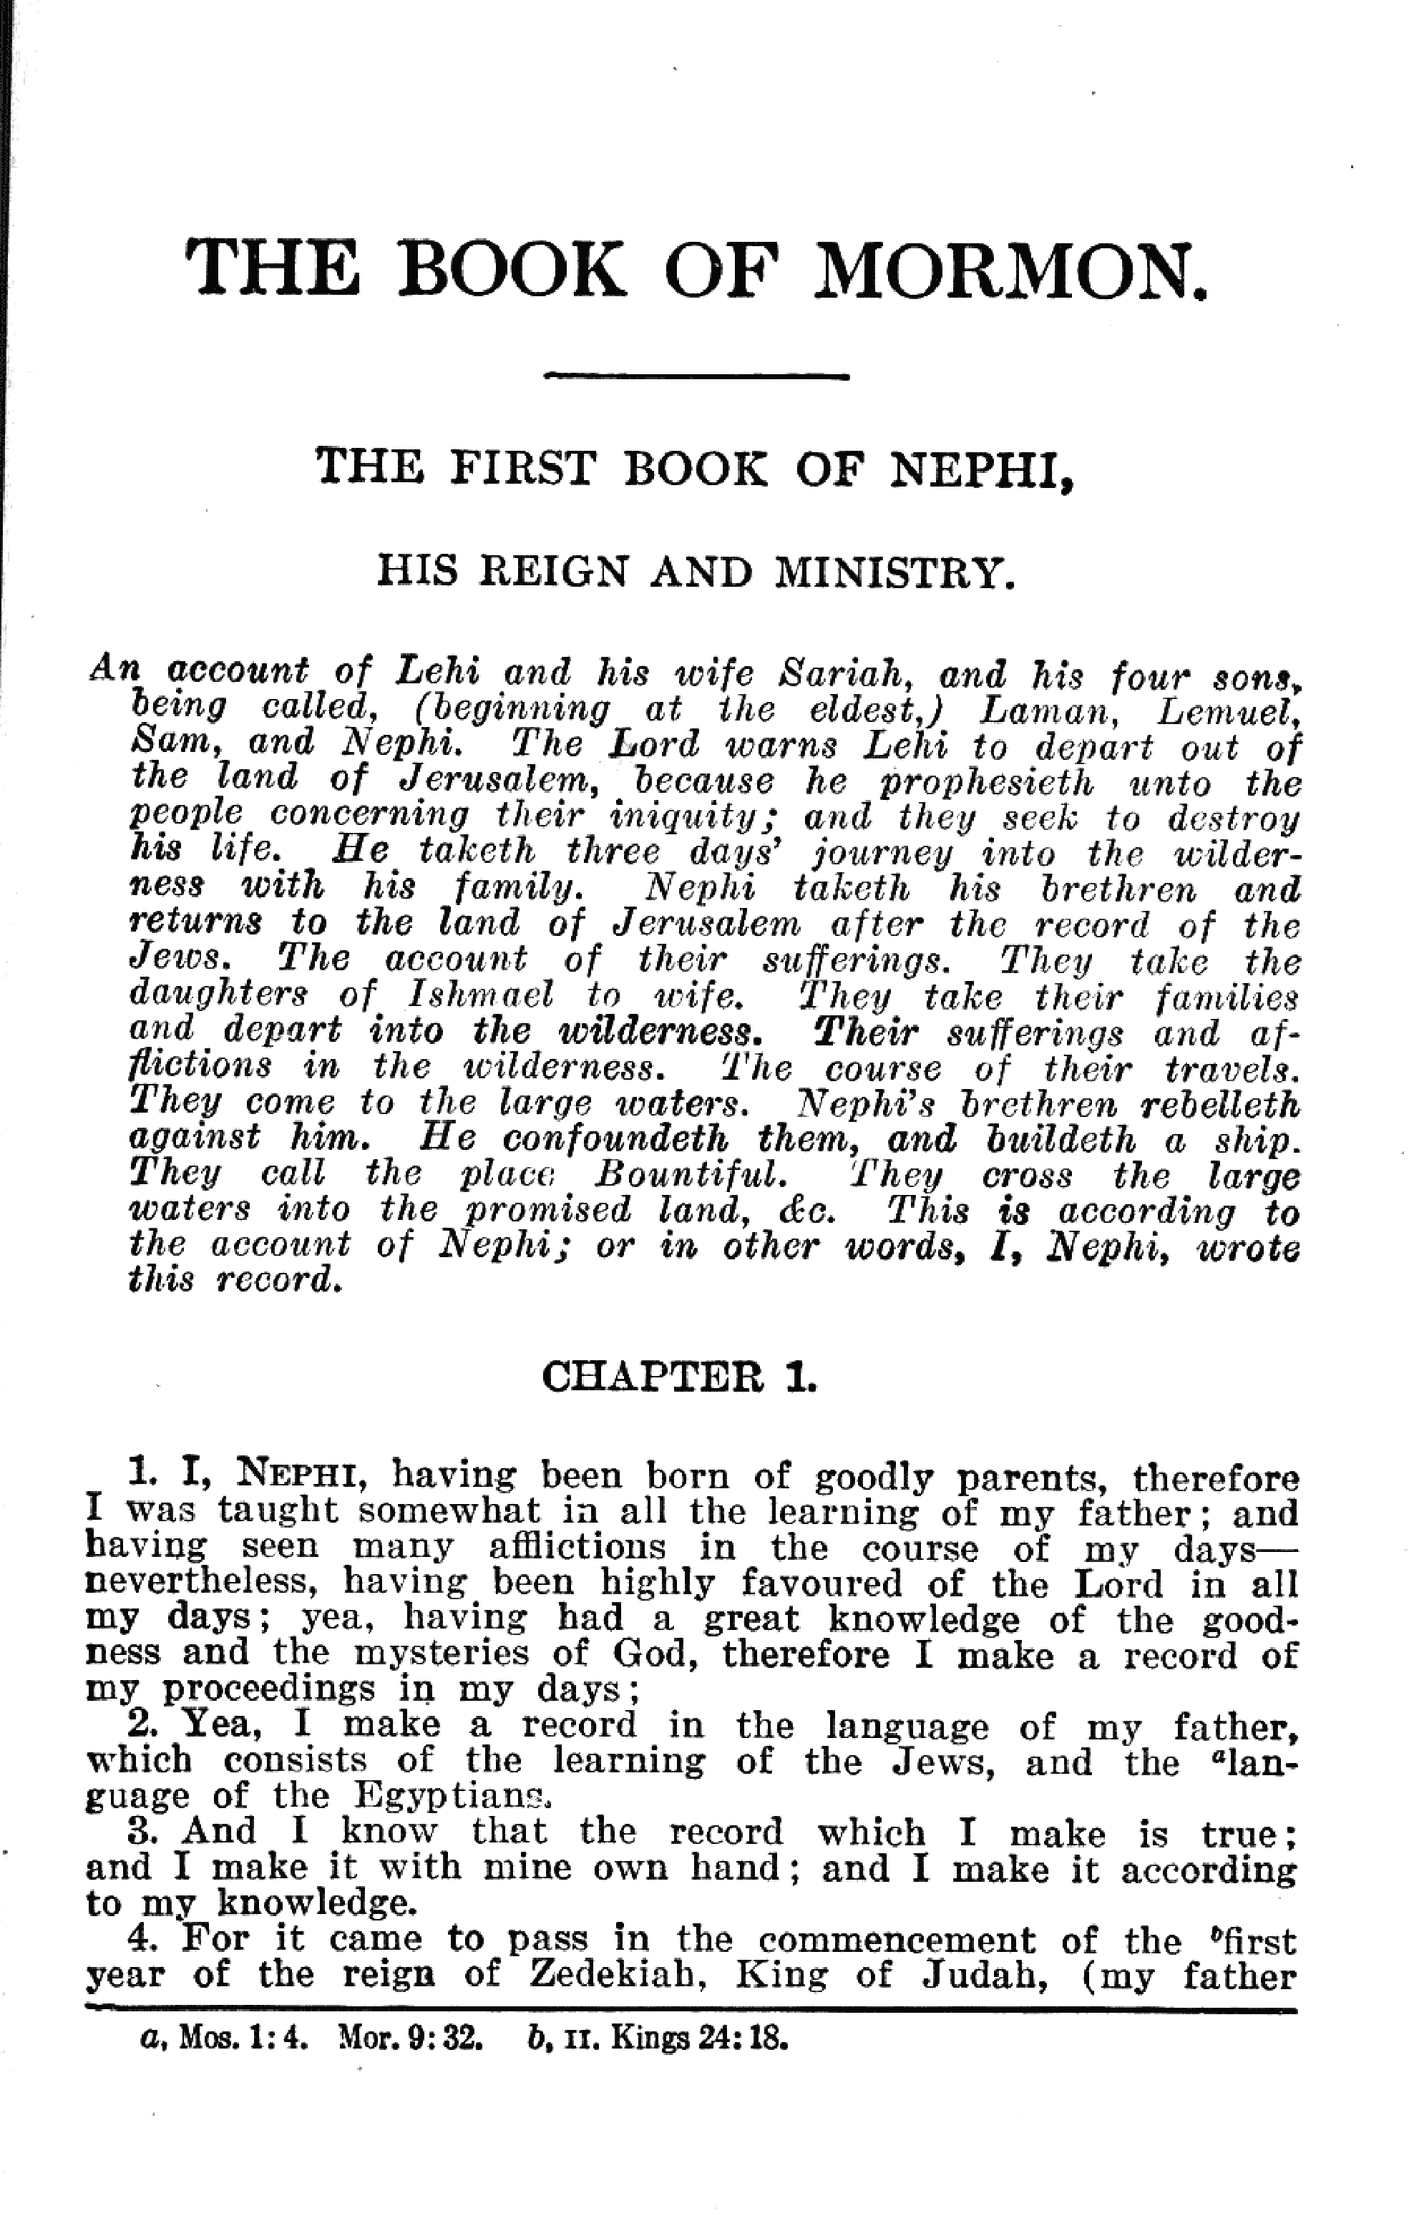 THE BOOK OF MORMON.
THE FIRST BOOK OF NEPHI,
HIS REIGN AND MINISTRY.
An account of Lehi and his wife Sariah, and his four sons,
being called, (beginning at the eldest,) Laman, Lemuel,
Sam, and Nephi. The Lord warns Lehi to depart out of
the land of Jerusalem, because he prophesieth unto the
people concerning their iniquity; and they seek to destroy
his life. He taketh three days' journey into the wilder-
ness with his family. Nephi taketh his brethren and
returns to the land of Jerusalem after the record of the
Jews. The account of their sufferings. They take the
daughters of Ishmael to wife. They take their families
and depart into the wilderness. Their sufferings and af-
flictions in the wilderness. The course of their travels.
They come to the large waters. Nephi's brethren rebelleth
against him. He confoundeth them, and buildeth a ship.
They call the place Bountiful. They cross the large
waters into the promised land, &c. This is according to
the account of Nephi; or in other words, I, Nephi, wrote
this record.
CHAPTER 1.
1. I, NEPHI, having been born of goodly parents, therefore
I was taught somewhat in all the learning of my father; and
having seen many afflictions in the course of my days—
nevertheless, having been highly favoured of the Lord in all
my days; yea, having had a great knowledge of the good-
ness and the mysteries of God, therefore I make a record of
my proceedings in my days;
2. Yea, I make a record in the language of my father,
which consists of the learning of the Jews, and the ᵃlan-
guage of the Egyptians.
3. And I know that the record which I make is true;
and I make it with mine own hand; and I make it according
to my knowledge.
4. For it came to pass in the commencement of the ᵇfirst
year of the reign of Zedekiah, King of Judah, (my father
a, Mos. 1:4. Mor. 9:32. b, II. Kings 24:18.